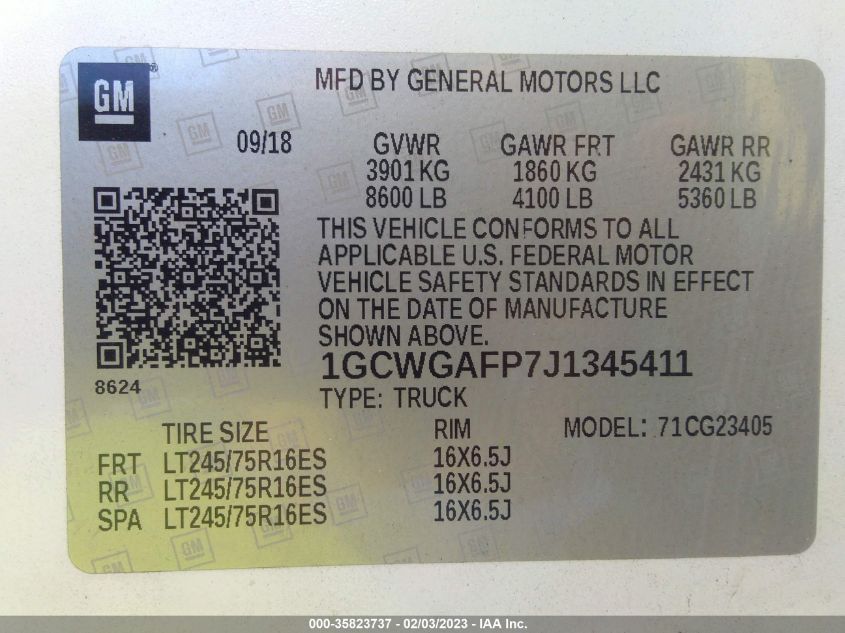 GM ®
MFD BY GENERAL MOTORS LLC
09/18 GVWR GAWR FRT GAWR RR
3901 KG 1860 KG 2431 KG
8600 LB 4100 LB 5360 LB
THIS VEHICLE CONFORMS TO ALL
APPLICABLE U.S. FEDERAL MOTOR
VEHICLE SAFETY STANDARDS IN EFFECT
ON THE DATE OF MANUFACTURE
SHOWN ABOVE.
1GCWGAFP7J1345411
8624
TYPE: TRUCK
TIRE SIZE RIM MODEL: 71CG23405
FRT LT245/75R16ES 16X6.5J
RR LT245/75R16ES 16X6.5J
SPA LT245/75R16ES 16X6.5J
000-35823737 - 02/03/2023 - IAA Inc.